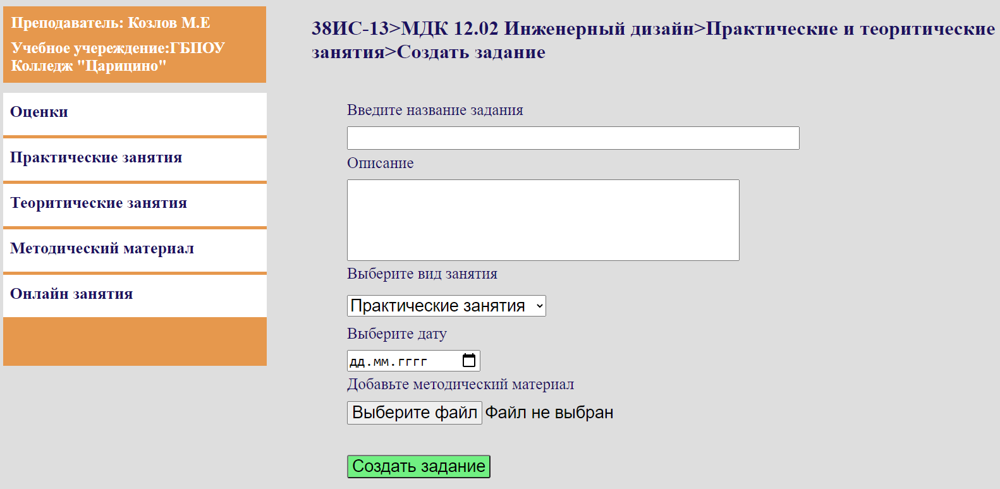 Преподаватель: Козлов М.Е
Учебное учереждение:ГБПОУ
Колледж "Царицино"
Оценки
Практические занятия
Теоритические занятия
Методический материал
Онлайн занятия
38ИС-13>МДК 12.02 Инженерный дизайн>Практические и теоритические
занятия>Создать задание
Введите название задания
Описание
Выберите вид занятия
Практические занятия
Выберите дату
дд.мм.гггг
Добавьте методический материал
Выберите файл Файл не выбран
Создать задание